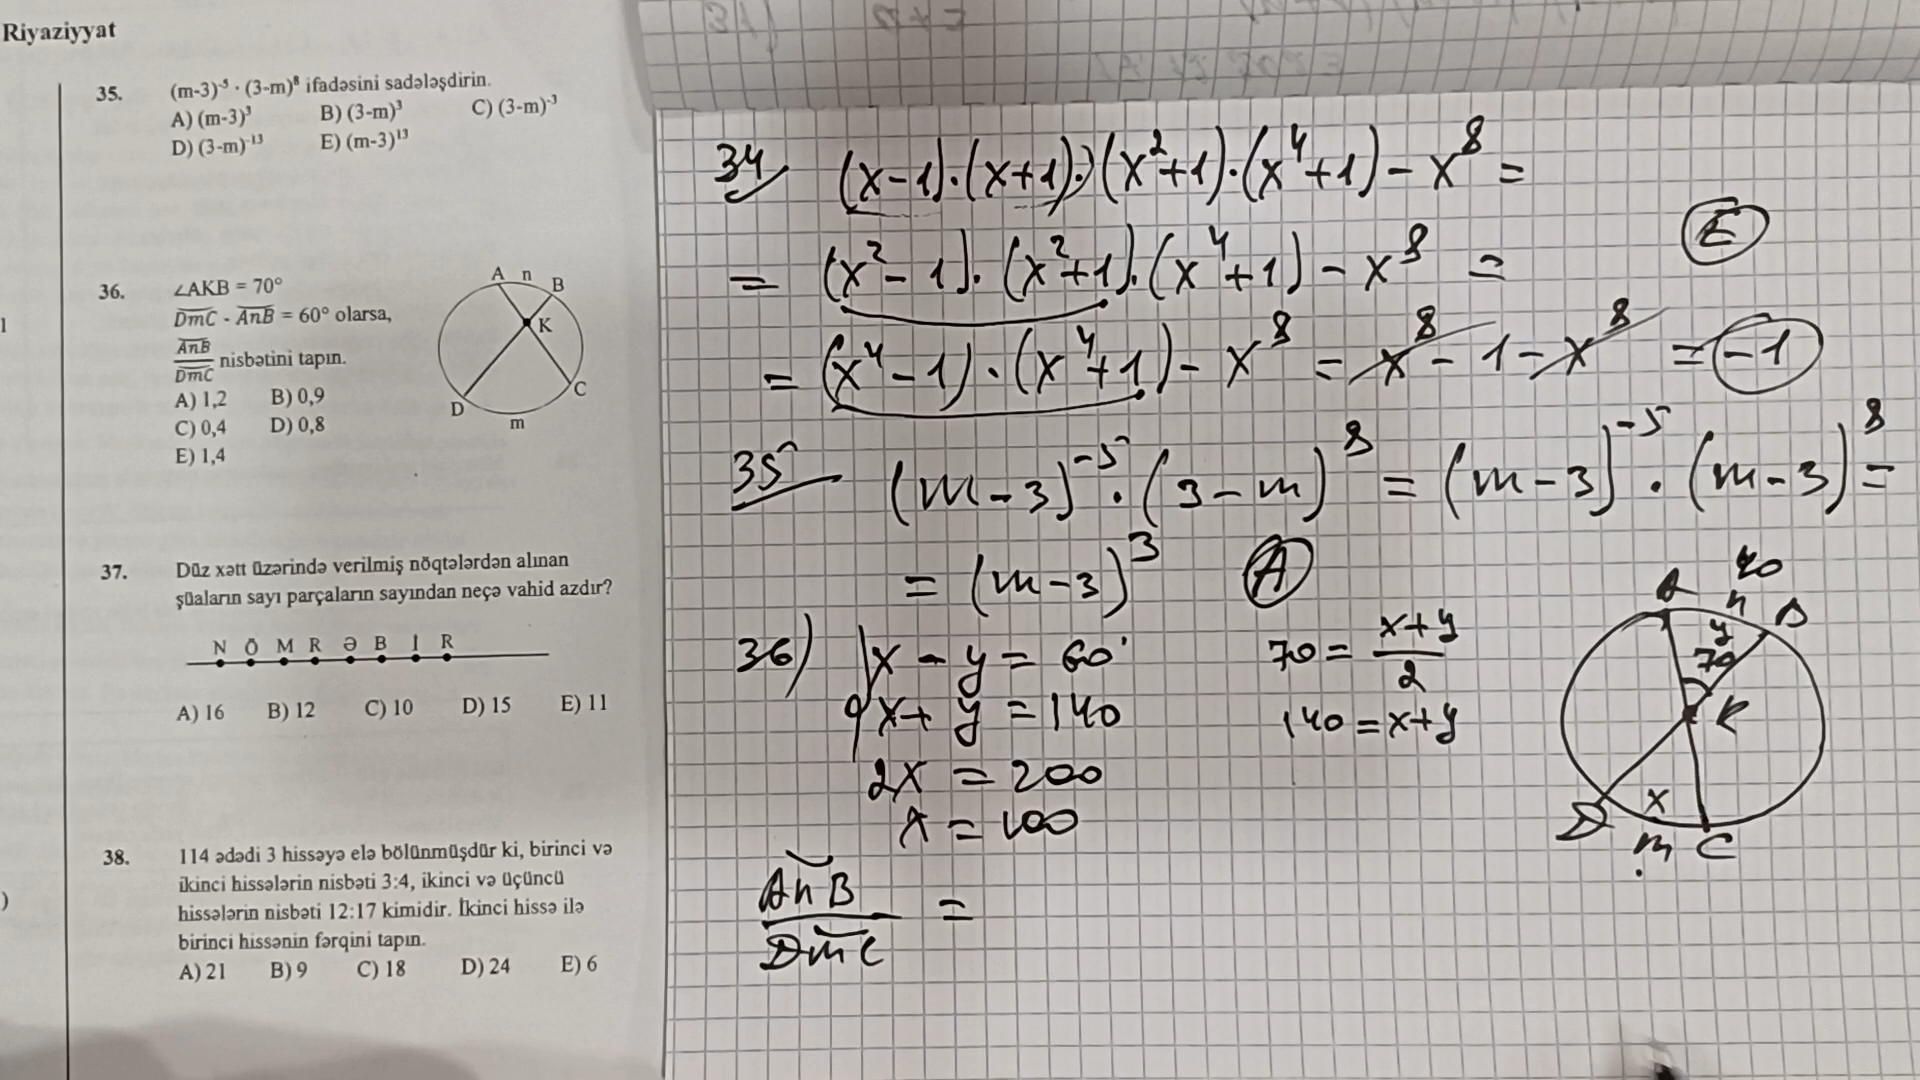 Riyaziyyat
35. (m-3)⁻⁵ · (3-m)⁸ ifadəsini sadələşdirin.
A) (m-3)³ B) (3-m)³ C) (3-m)⁻³
D) (3-m)⁻¹³ E) (m-3)¹³
36. ∠AKB = 70°
DmC - AnB = 60° olarsa,
AnB
DmC
nisbətini tapın.
A) 1,2 B) 0,9
C) 0,4 D) 0,8
E) 1,4
A n B
K
C
D
m
37. Düz xətt üzərində verilmiş nöqtələrdən alınan
şüaların sayı parçaların sayından neçə vahid azdır?
N Ö M R Ə B İ R
A) 16 B) 12 C) 10 D) 15 E) 11
38. 114 ədədi 3 hissəyə elə bölünmüşdür ki, birinci və
ikinci hissələrin nisbəti 3:4, ikinci və üçüncü
hissələrin nisbəti 12:17 kimidir. İkinci hissə ilə
birinci hissənin fərqini tapın.
A) 21 B) 9 C) 18 D) 24 E) 6
34 (x-1)·(x+1)·(x²+1)·(x⁴+1) - x⁸ =
= (x²-1)·(x²+1)·(x⁴+1) - x⁸ =
E
= (x⁴-1)·(x⁴+1) - x⁸ = x⁸ - 1 - x⁸ = -1
35 (m-3)⁻⁵·(3-m)⁸ = (m-3)⁻⁵·(m-3)⁸ =
= (m-3)³ A
36) x - y = 60°
x + y = 140
2x = 200
x = 100
AnB
DmC
=
70 = x+y
2
140 = x+y
A 40
n B
y
70
K
x
D
m C